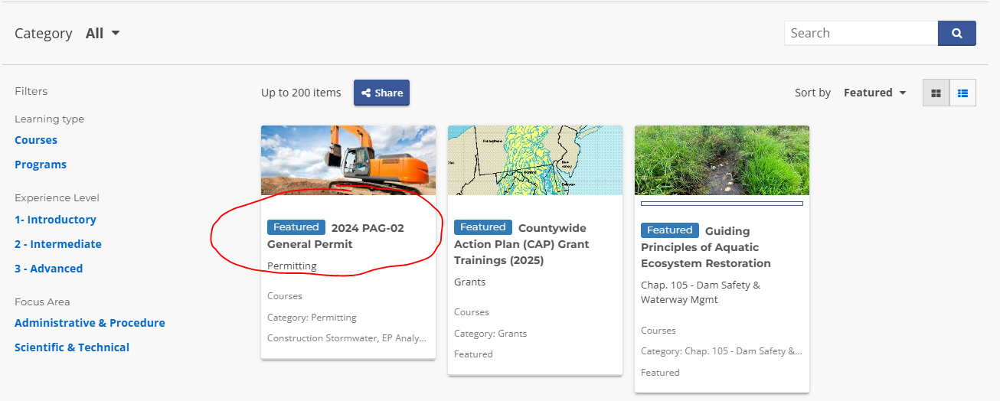 Category All
Search
Filters
Up to 200 items
Share
Sort by Featured
Learning type
Courses
Programs
Experience Level
1- Introductory
2 - Intermediate
3 - Advanced
Focus Area
Administrative & Procedure
Scientific & Technical
Featured 2024 PAG-02
General Permit
Permitting
Courses
Category: Permitting
Construction Stormwater, EP Analy...
New
Jersey
Featured Countywide
Action Plan (CAP) Grant
Trainings (2025)
Grants
Courses
Category: Grants
Featured
Featured Guiding
Principles of Aquatic
Ecosystem Restoration
Chap. 105 - Dam Safety &
Waterway Mgmt
Courses
Category: Chap. 105 - Dam Safety &...
Featured